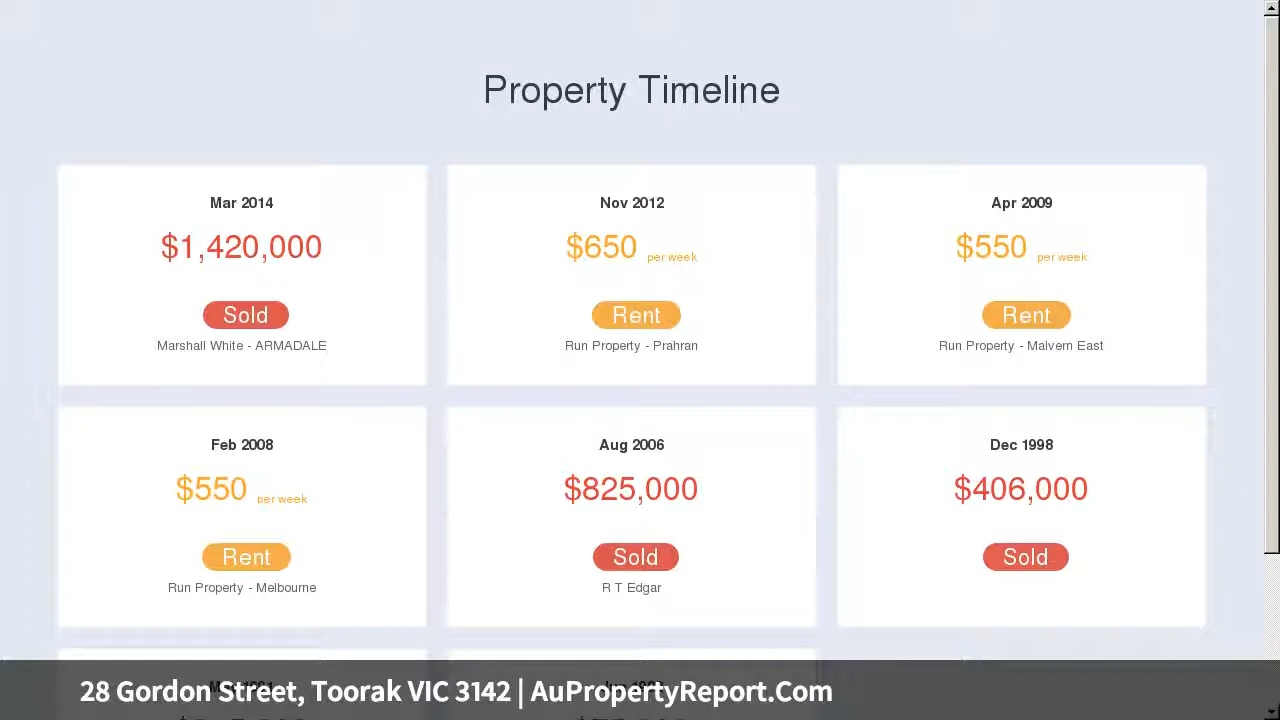 Property Timeline
Mar 2014
$1,420,000
Sold
Marshall White - ARMADALE
Nov 2012
$650 per week
Rent
Run Property - Prahran
Apr 2009
$550 per week
Rent
Run Property - Malvern East
Feb 2008
$550 per week
Rent
Run Property - Melbourne
Aug 2006
$825,000
Sold
R T Edgar
Dec 1998
$406,000
Sold
28 Gordon Street, Toorak VIC 3142 | AuPropertyReport.Com